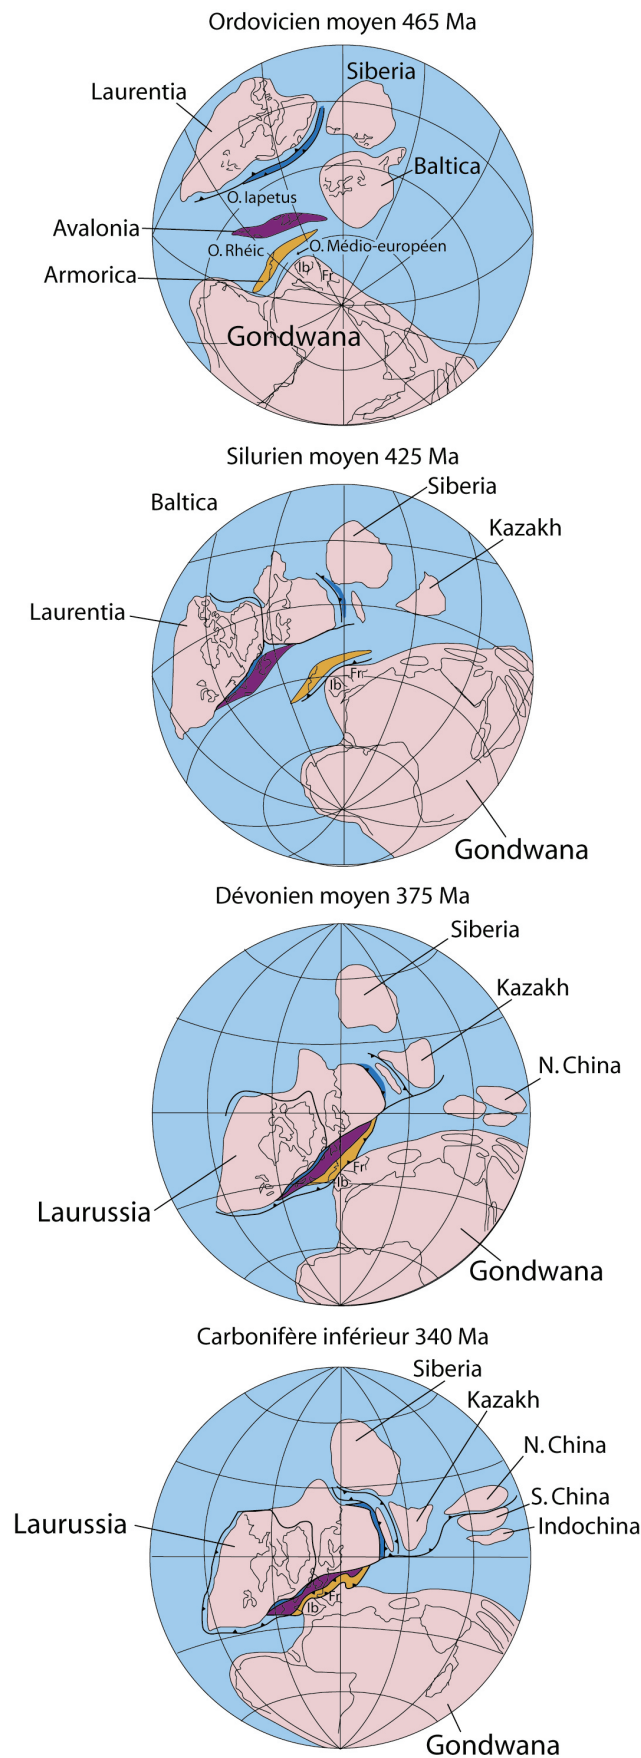 Ordovicien moyen 465 Ma
Siberia
Laurentia
Baltica
O. Iapetus
Avalonia
O. Rhéic
O. Médio-européen
Armorica
Ib
Fr
Gondwana
Silurien moyen 425 Ma
Siberia
Baltica
Kazakh
Laurentia
Fr
Ib
Gondwana
Dévonien moyen 375 Ma
Siberia
Kazakh
N. China
Fr
Ib
Laurussia
Gondwana
Carbonifère inférieur 340 Ma
Siberia
Kazakh
N. China
S. China
Laurussia
Indochina
Fr
Ib
Gondwana